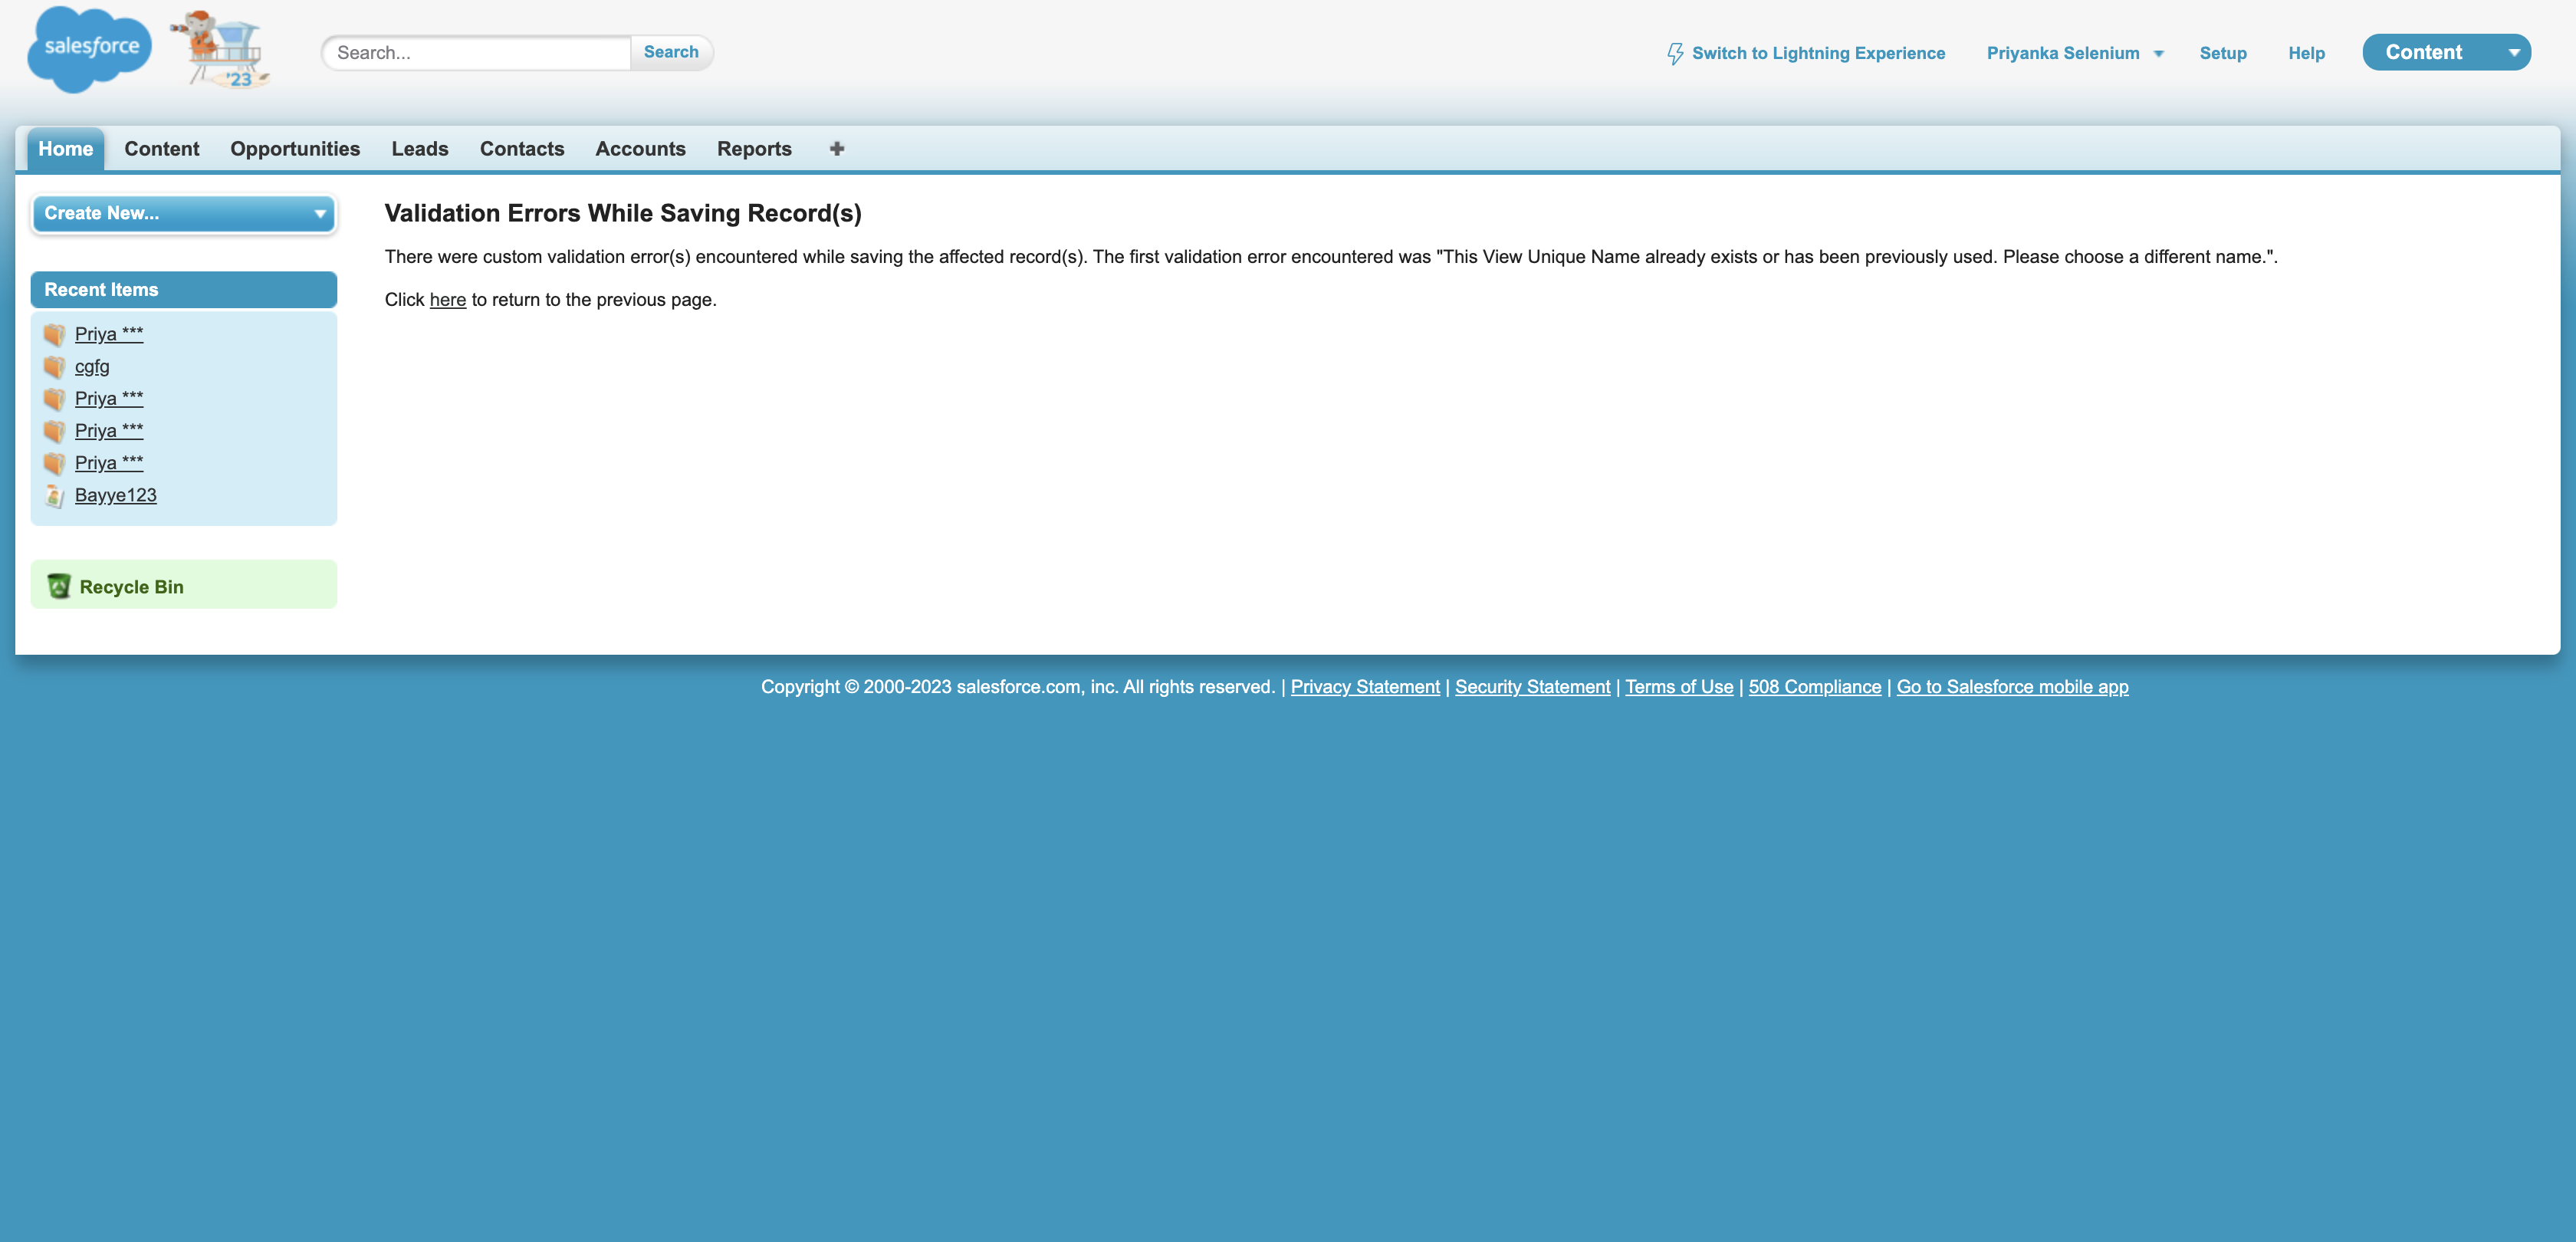 salesforce
'23
Search...
Search
Switch to Lightning Experience
Priyanka Selenium
Setup
Help
Content
Home
Content
Opportunities
Leads
Contacts
Accounts
Reports
Create New...
Recent Items
Priya ***
cgfg
Priya ***
Priya ***
Priya ***
Bayye123
Recycle Bin
Validation Errors While Saving Record(s)
There were custom validation error(s) encountered while saving the affected record(s). The first validation error encountered was "This View Unique Name already exists or has been previously used. Please choose a different name.".
Click here to return to the previous page.
Copyright © 2000-2023 salesforce.com, inc. All rights reserved. | Privacy Statement | Security Statement | Terms of Use | 508 Compliance | Go to Salesforce mobile app